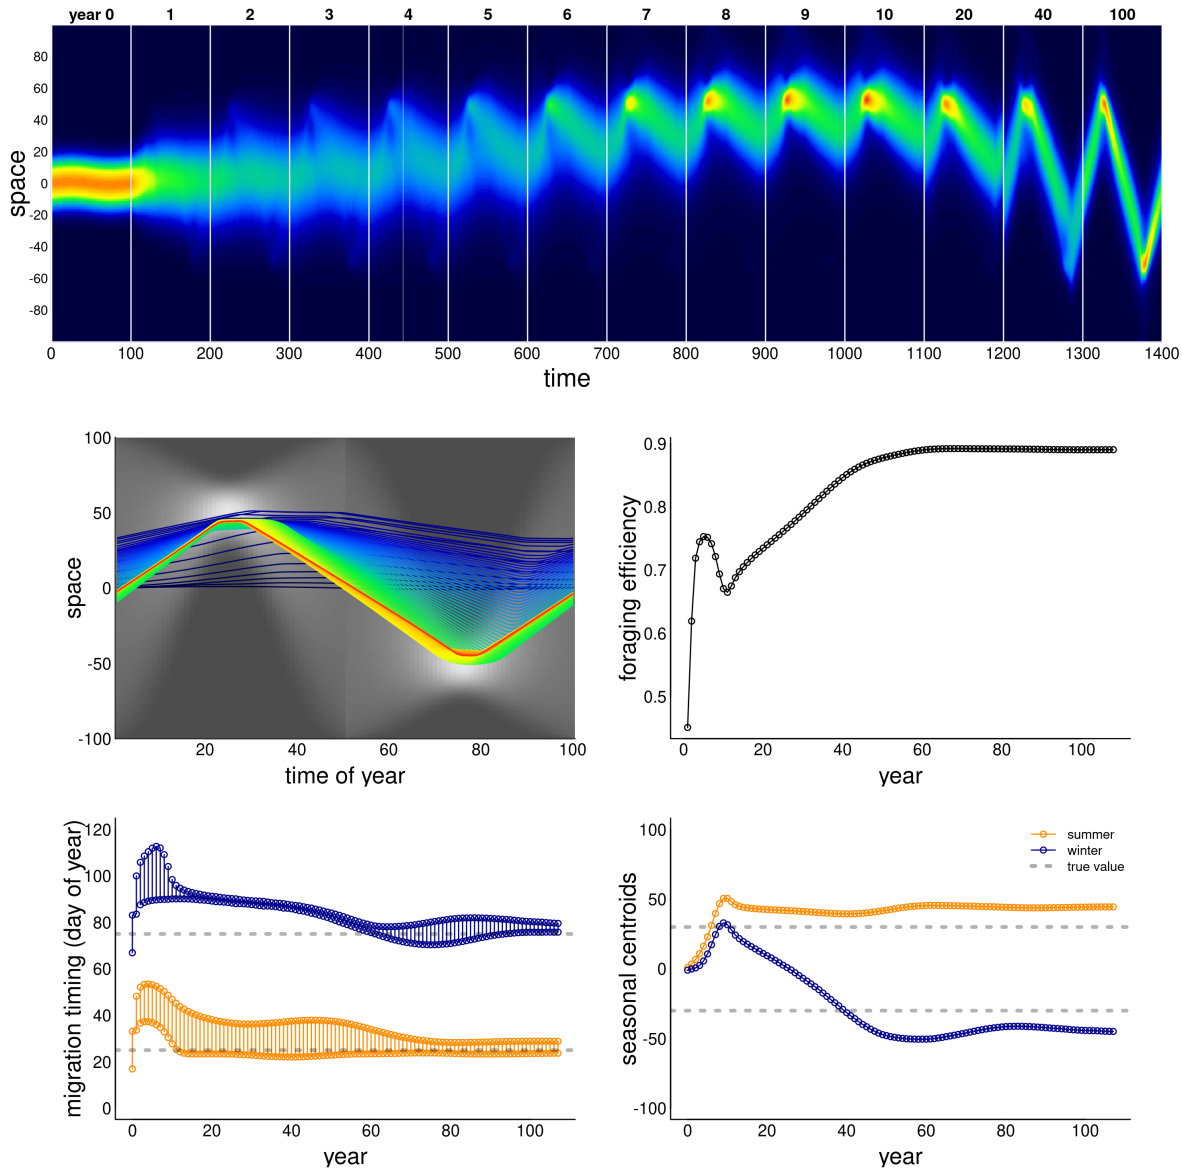 year 0 1 2 3 4 5 6 7 8 9 10 20 40 100
80
60
40
20
0
-20
-40
-60
-80
space
0 100 200 300 400 500 600 700 800 900 1000 1100 1200 1300 1400
time
100
50
0
-50
-100
space
20 40 60 80 100
time of year
0.9
0.8
0.7
0.6
0.5
foraging efficiency
0 20 40 60 80 100
year
120
100
80
60
40
20
0
migration timing (day of year)
0 20 40 60 80 100
year
100
50
0
-50
-100
seasonal centroids
summer
winter
true value
0 20 40 60 80 100
year